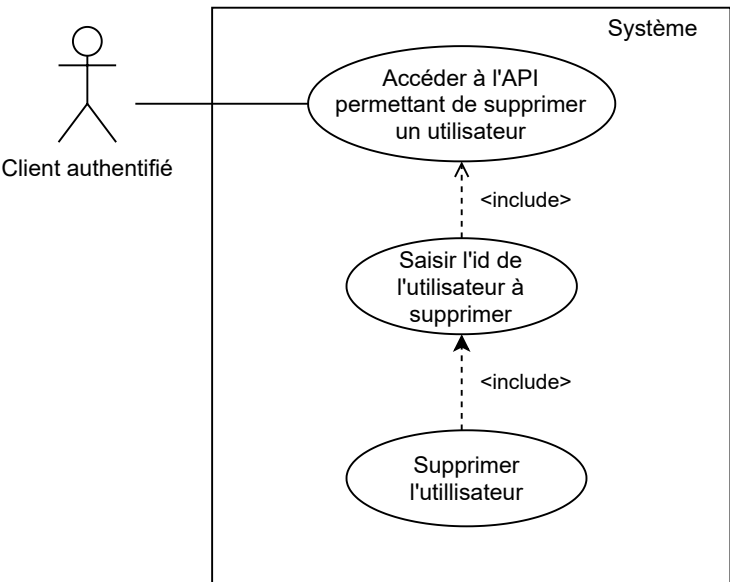 Système
Accéder à l'API
permettant de supprimer
un utilisateur
Client authentifié
<include>
Saisir l'id de
l'utilisateur à
supprimer
<include>
Supprimer
l'utillisateur